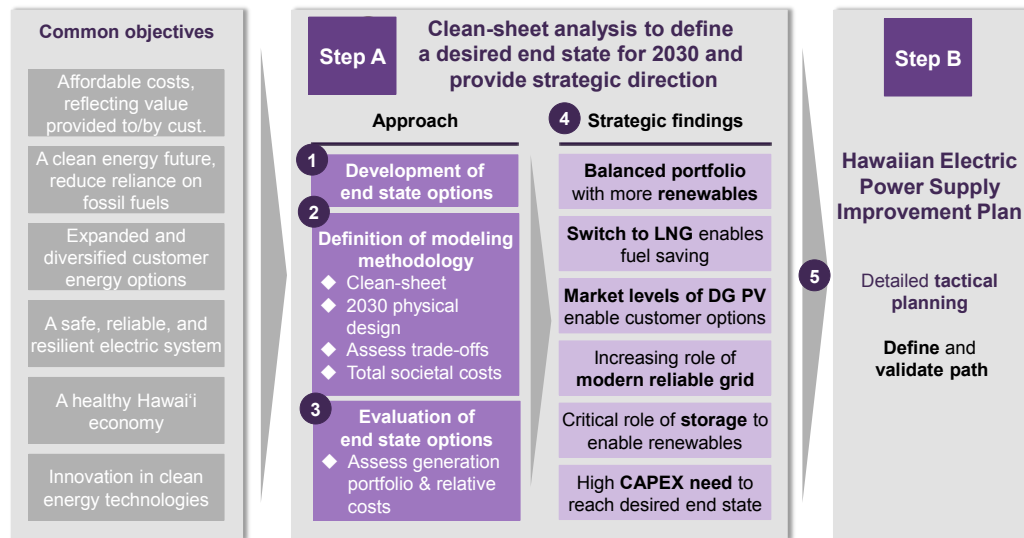 Common objectives
Affordable costs,
reflecting value
provided to/by cust.
A clean energy future,
reduce reliance on
fossil fuels
Expanded and
diversified customer
energy options
A safe, reliable, and
resilient electric system
A healthy Hawai‘i
economy
Innovation in clean
energy technologies
Step A
Clean-sheet analysis to define
a desired end state for 2030 and
provide strategic direction
Approach
1
Development of
end state options
2
Definition of modeling
methodology
◆ Clean-sheet
◆ 2030 physical
design
◆ Assess trade-offs
◆ Total societal costs
3
Evaluation of
end state options
◆ Assess generation
portfolio & relative
costs
4 Strategic findings
Balanced portfolio
with more renewables
Switch to LNG enables
fuel saving
Market levels of DG PV
enable customer options
Increasing role of
modern reliable grid
Critical role of storage to
enable renewables
High CAPEX need to
reach desired end state
5
Step B
Hawaiian Electric
Power Supply
Improvement Plan
Detailed tactical
planning
Define and
validate path